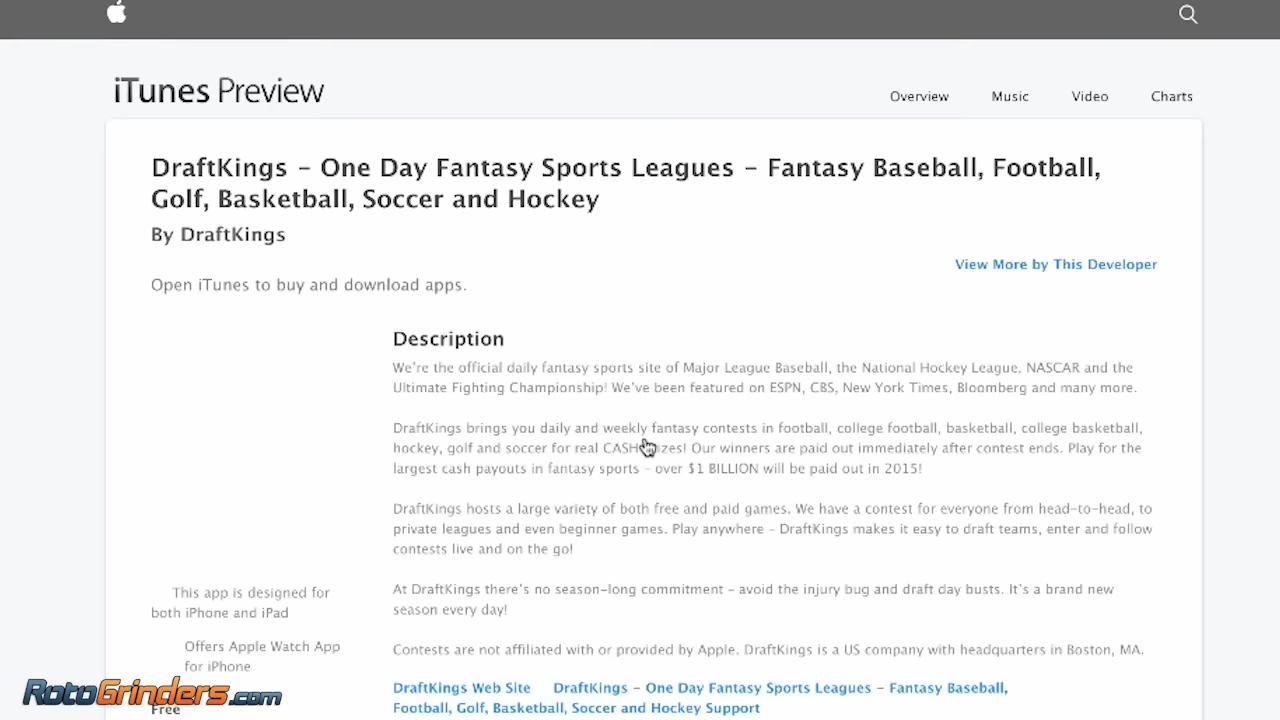 iTunes Preview
Overview
Music
Video
Charts
DraftKings - One Day Fantasy Sports Leagues - Fantasy Baseball, Football,
Golf, Basketball, Soccer and Hockey
By DraftKings
View More by This Developer
Open iTunes to buy and download apps.
Description
We're the official daily fantasy sports site of Major League Baseball, the National Hockey League, NASCAR and the
Ultimate Fighting Championship! We've been featured on ESPN, CBS, New York Times, Bloomberg and many more.
DraftKings brings you daily and weekly fantasy contests in football, college football, basketball, college basketball,
hockey, golf and soccer for real CASH Our winners are paid out immediately after contest ends. Play for the
largest cash payouts in fantasy sports - over $1 BILLION will be paid out in 2015!
DraftKings hosts a large variety of both free and paid games. We have a contest for everyone from head-to-head, to
private leagues and even beginner games. Play anywhere - DraftKings makes it easy to draft teams, enter and follow
contests live and on the go!
At DraftKings there's no season-long commitment - avoid the injury bug and draft day busts. It's a brand new
season every day!
Contests are not affiliated with or provided by Apple. DraftKings is a US company with headquarters in Boston, MA.
DraftKings Web Site
DraftKings - One Day Fantasy Sports Leagues - Fantasy Baseball,
Football, Golf, Basketball, Soccer and Hockey Support
This app is designed for
both iPhone and iPad
Offers Apple Watch App
for iPhone
RotoGrinders.com
Free